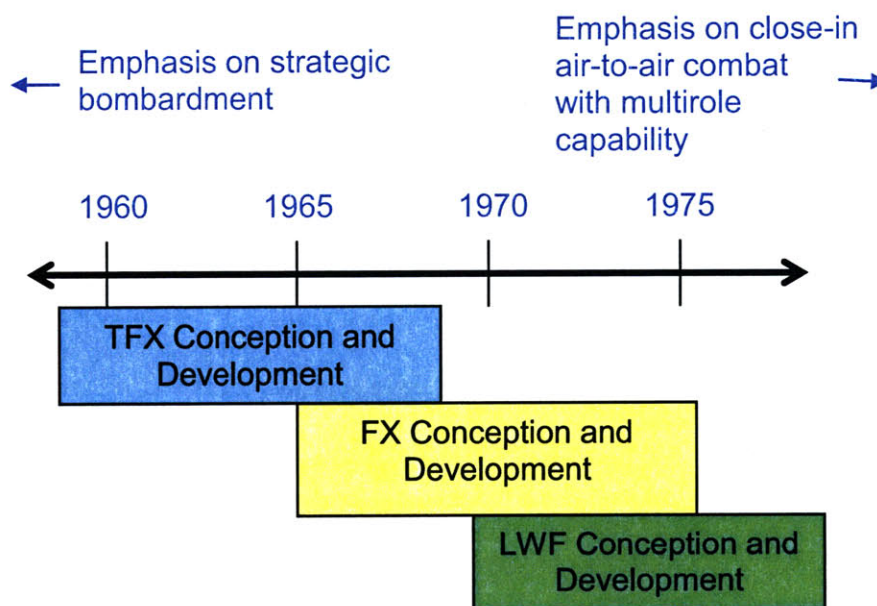 Emphasis on strategic
bombardment
Emphasis on close-in
air-to-air combat
with multirole
capability
1960
1965
1970
1975
TFX Conception and
Development
FX Conception and
Development
LWF Conception and
Development